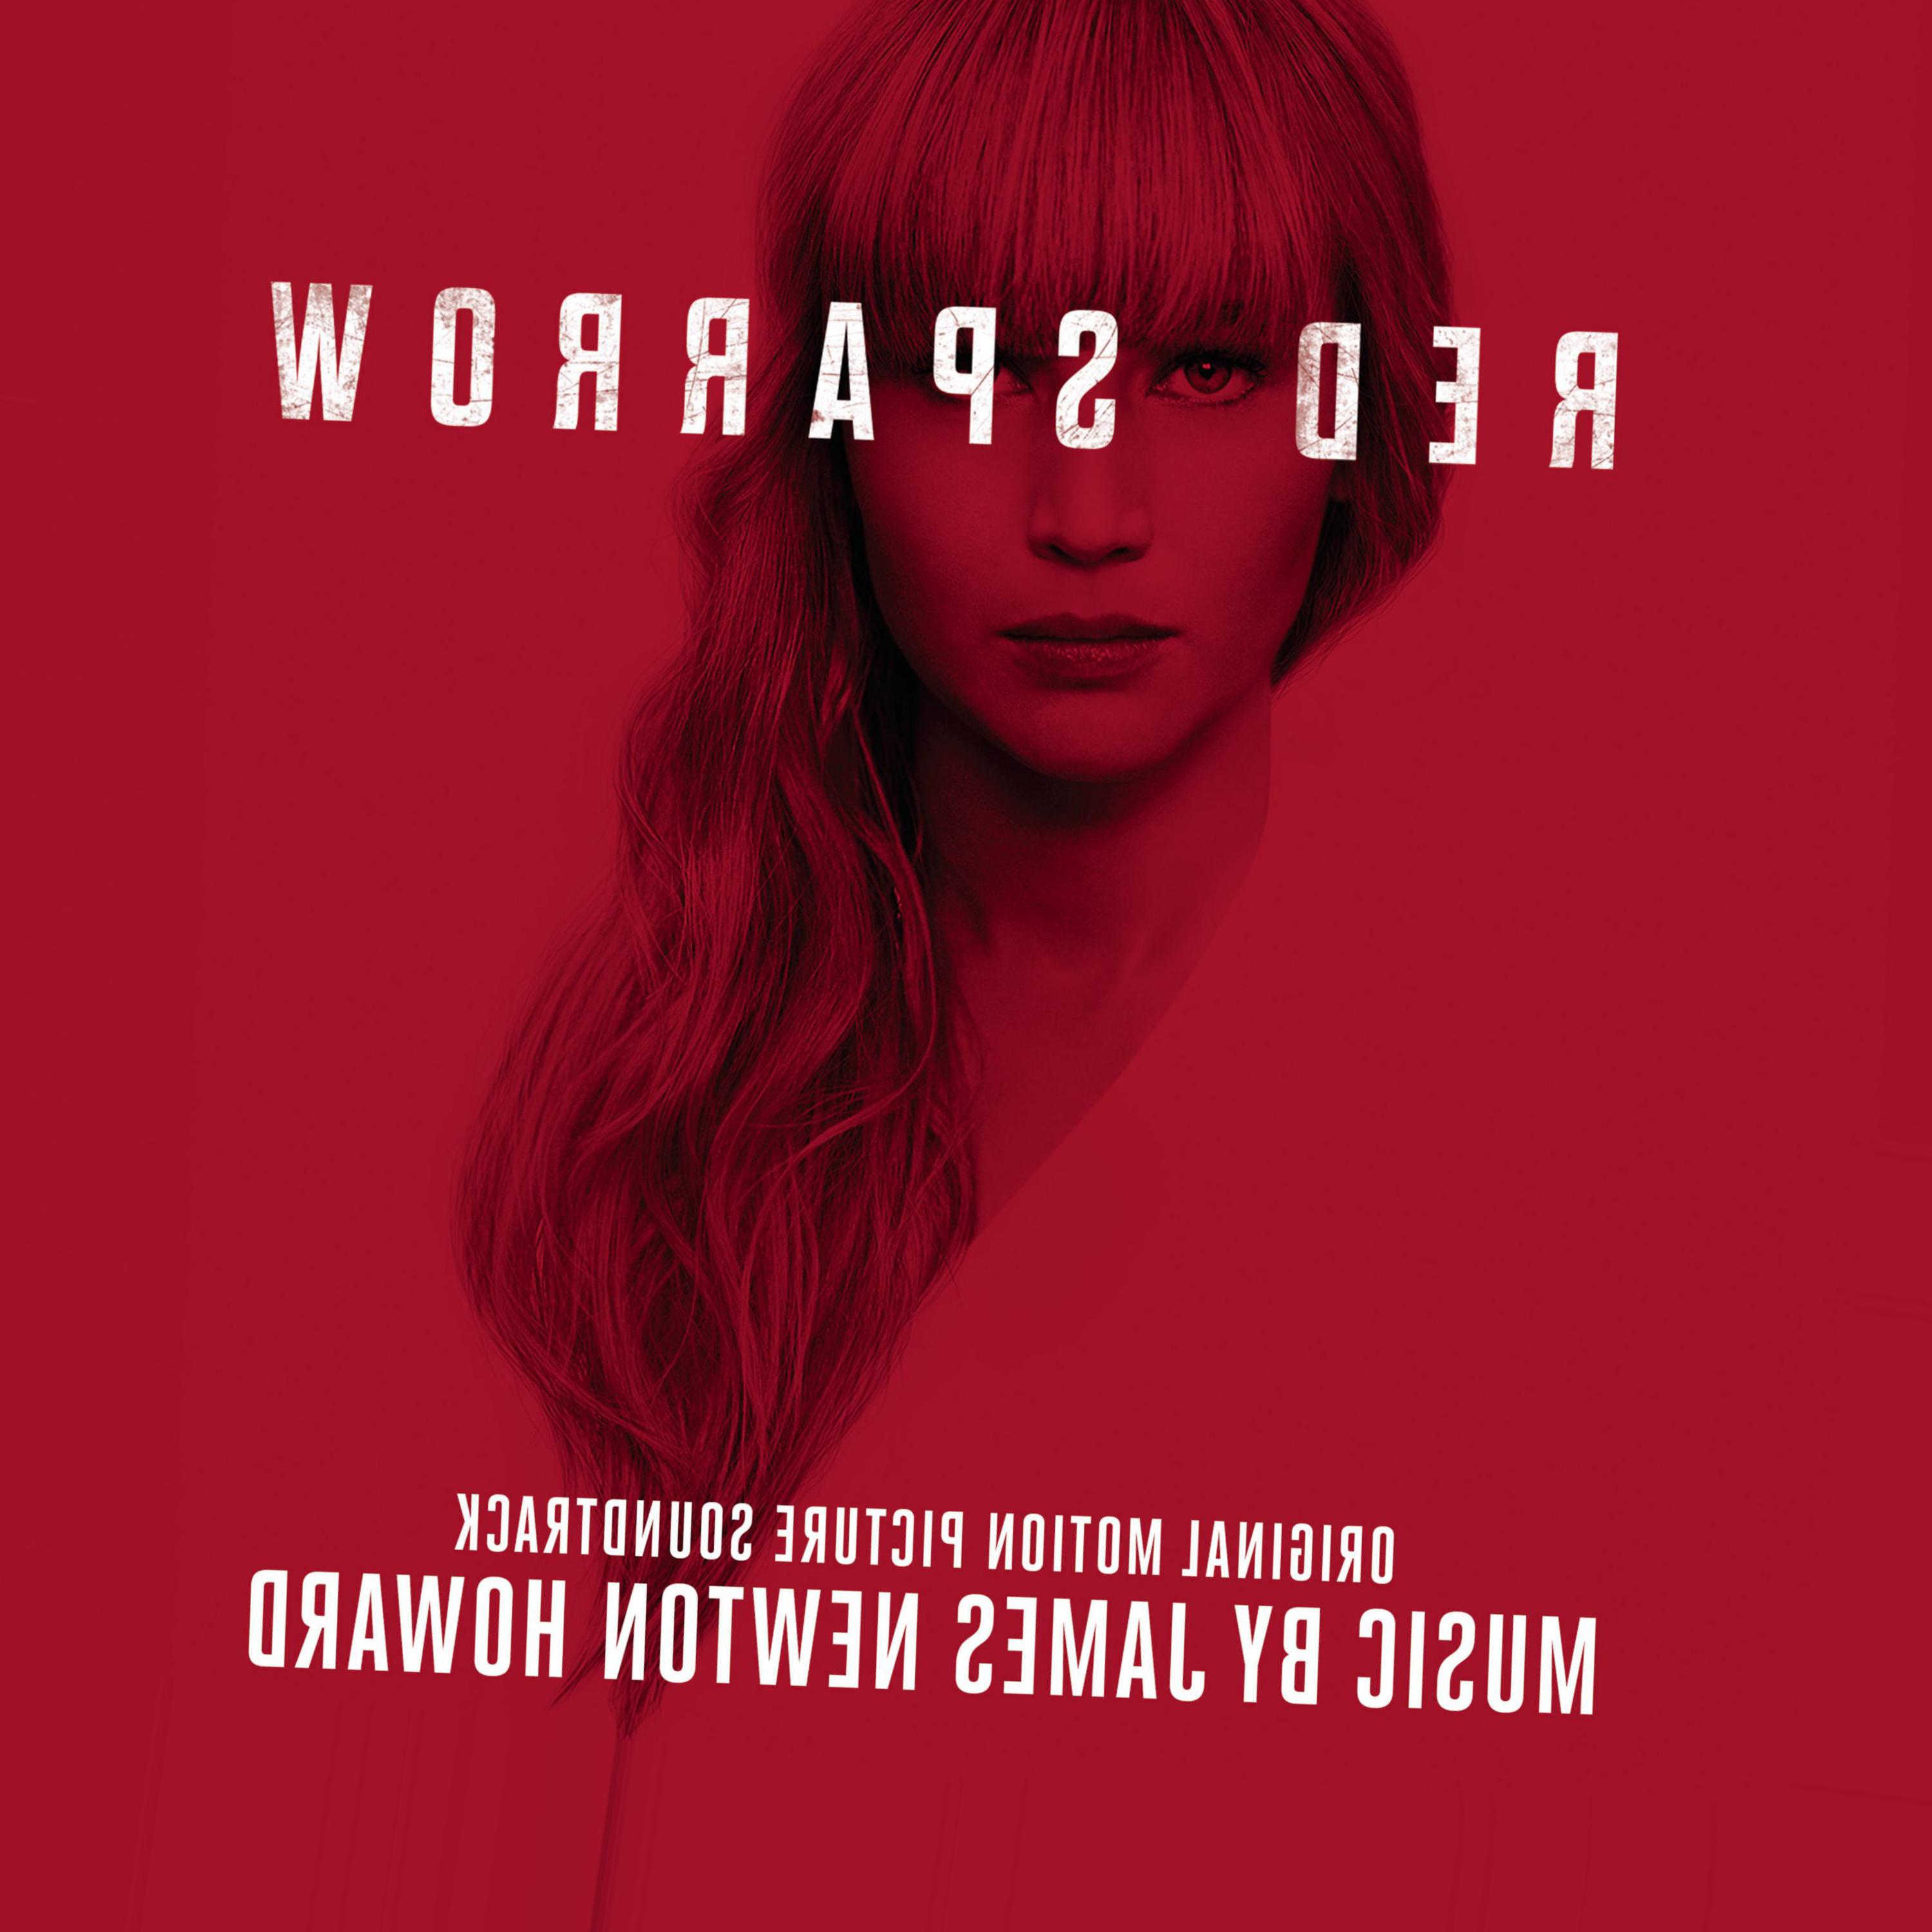 RED SPARROW
ORIGINAL MOTION PICTURE SOUNDTRACK
MUSIC BY JAMES NEWTON HOWARD